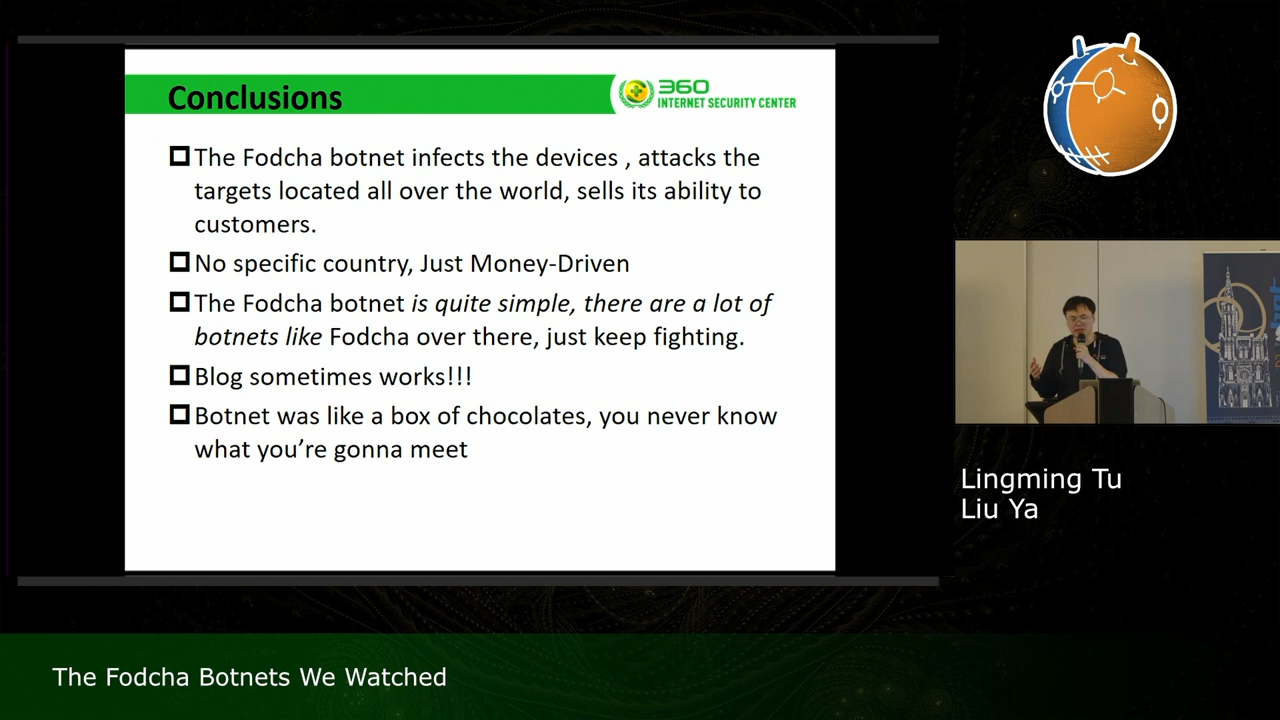 Conclusions
360
INTERNET SECURITY CENTER
The Fodcha botnet infects the devices , attacks the
targets located all over the world, sells its ability to
customers.
No specific country, Just Money-Driven
The Fodcha botnet is quite simple, there are a lot of
botnets like Fodcha over there, just keep fighting.
Blog sometimes works!!!
Botnet was like a box of chocolates, you never know
what you’re gonna meet
Lingming Tu
Liu Ya
The Fodcha Botnets We Watched